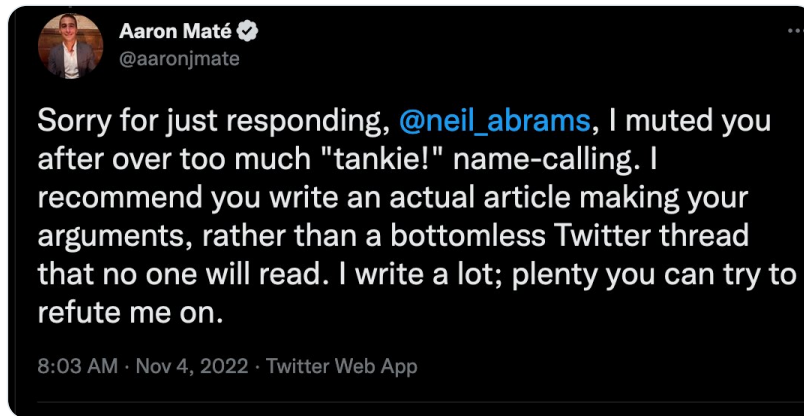 Aaron Maté
@aaronjmate
Sorry for just responding, @neil_abrams, I muted you
after over too much "tankie!" name-calling. I
recommend you write an actual article making your
arguments, rather than a bottomless Twitter thread
that no one will read. I write a lot; plenty you can try to
refute me on.
8:03 AM · Nov 4, 2022 · Twitter Web App